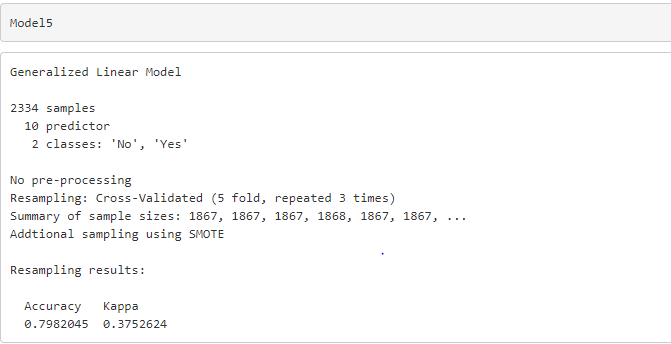 Model5
Generalized Linear Model
2334 samples
10 predictor
2 classes: 'No', 'Yes'
No pre-processing
Resampling: Cross-Validated (5 fold, repeated 3 times)
Summary of sample sizes: 1867, 1867, 1867, 1868, 1867, 1867, ...
Addtional sampling using SMOTE
Resampling results:
Accuracy Kappa
0.7982045 0.3752624